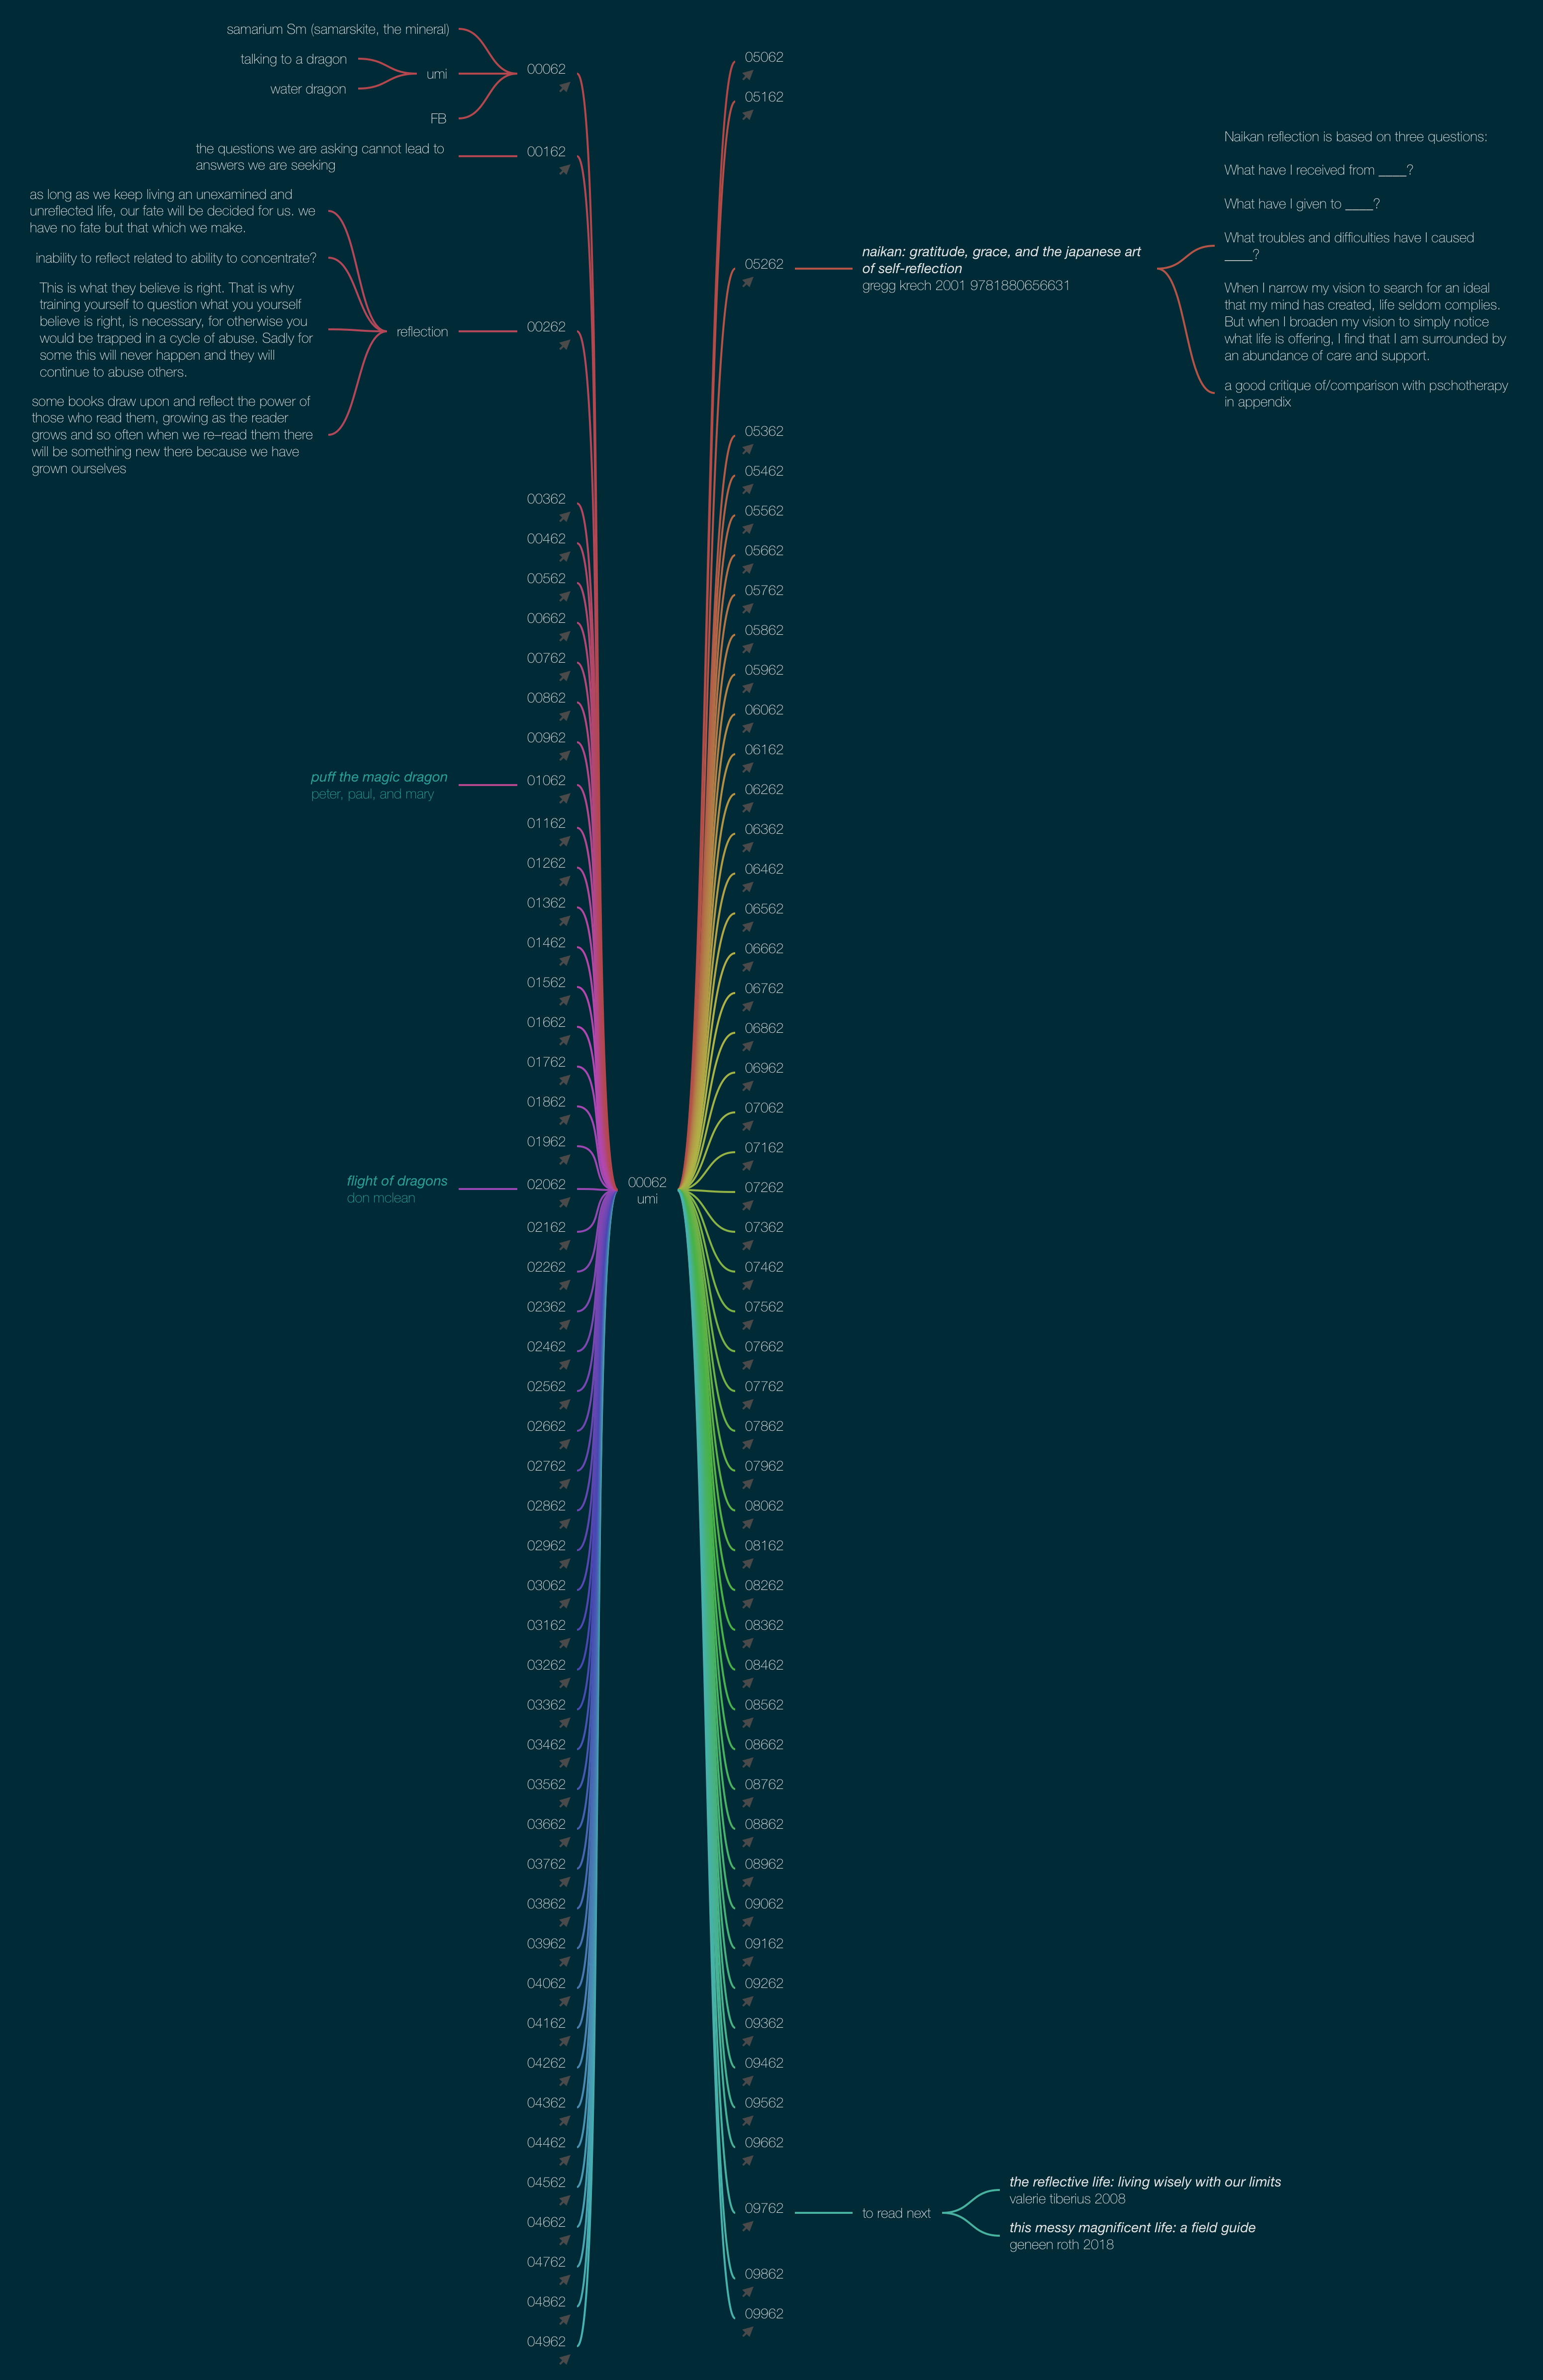 samarium Sm (samarskite, the mineral)
talking to a dragon
umi
water dragon
FB
00062
the questions we are asking cannot lead to
answers we are seeking
00162
as long as we keep living an unexamined and
unreflected life, our fate will be decided for us. we
have no fate but that which we make.
inability to reflect related to ability to concentrate?
This is what they believe is right. That is why
training yourself to question what you yourself
believe is right, is necessary, for otherwise you
would be trapped in a cycle of abuse. Sadly for
some this will never happen and they will
continue to abuse others.
some books draw upon and reflect the power of
those who read them, growing as the reader
grows and so often when we re–read them there
will be something new there because we have
grown ourselves
reflection
00262
00362
00462
00562
00662
00762
00862
00962
puff the magic dragon
peter, paul, and mary
01062
01162
01262
01362
01462
01562
01662
01762
01862
01962
flight of dragons
don mclean
02062
02162
02262
02362
02462
02562
02662
02762
02862
02962
03062
03162
03262
03362
03462
03562
03662
03762
03862
03962
04062
04162
04262
04362
04462
04562
04662
04762
04862
04962
00062
umi
05062
05162
05262
naikan: gratitude, grace, and the japanese art
of self-reflection
gregg krech 2001 9781880656631
Naikan reflection is based on three questions:
What have I received from ____?
What have I given to ____?
What troubles and difficulties have I caused
____?
When I narrow my vision to search for an ideal
that my mind has created, life seldom complies.
But when I broaden my vision to simply notice
what life is offering, I find that I am surrounded by
an abundance of care and support.
a good critique of/comparison with pschotherapy
in appendix
05362
05462
05562
05662
05762
05862
05962
06062
06162
06262
06362
06462
06562
06662
06762
06862
06962
07062
07162
07262
07362
07462
07562
07662
07762
07862
07962
08062
08162
08262
08362
08462
08562
08662
08762
08862
08962
09062
09162
09262
09362
09462
09562
09662
09762
to read next
the reflective life: living wisely with our limits
valerie tiberius 2008
this messy magnificent life: a field guide
geneen roth 2018
09862
09962